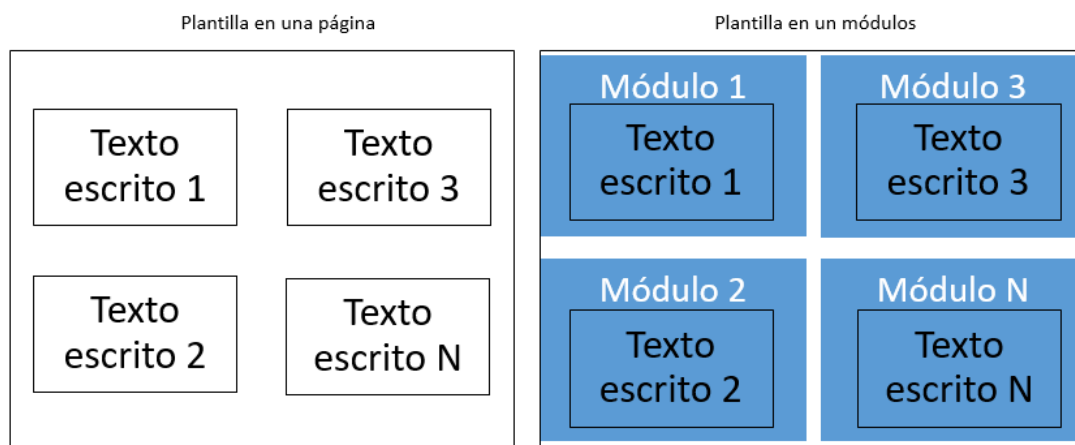 Plantilla en una página
Texto
escrito 1
Texto
escrito 3
Texto
escrito 2
Texto
escrito N
Plantilla en un módulos
Módulo 1
Texto
escrito 1
Módulo 3
Texto
escrito 3
Módulo 2
Texto
escrito 2
Módulo N
Texto
escrito N